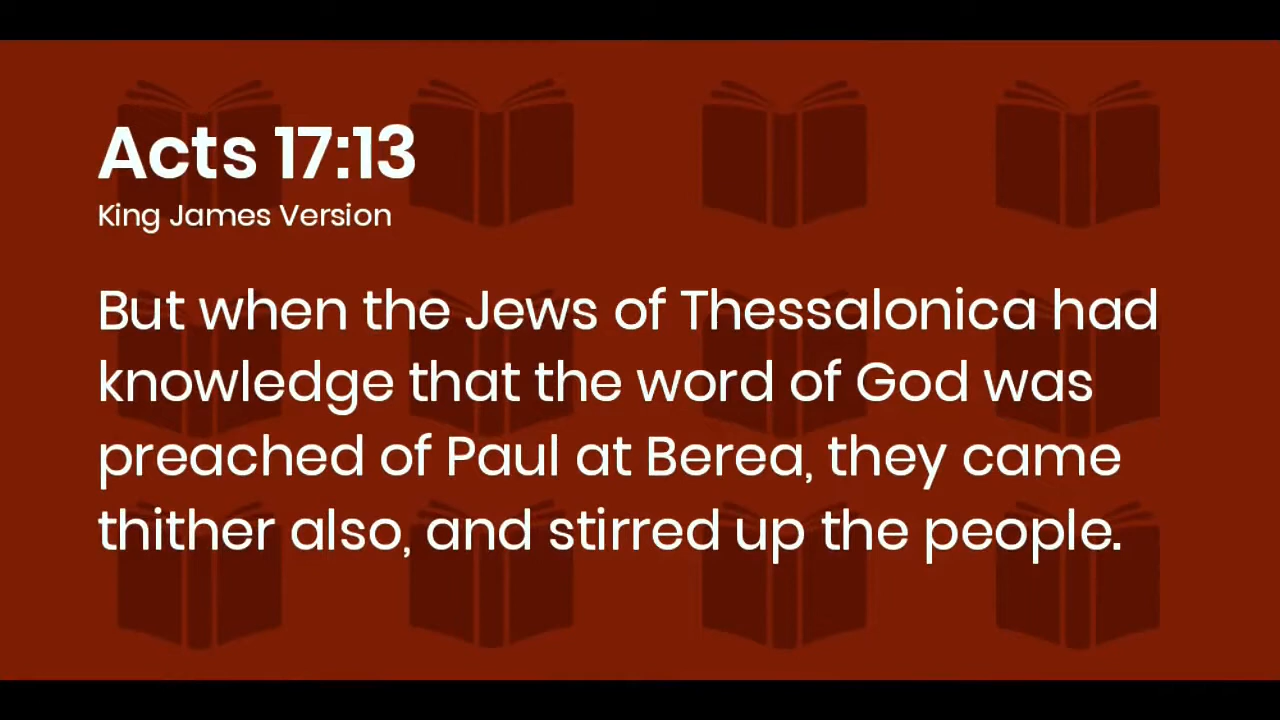 Acts 17:13
King James Version
But when the Jews of Thessalonica had
knowledge that the word of God was
preached of Paul at Berea, they came
thither also, and stirred up the people.